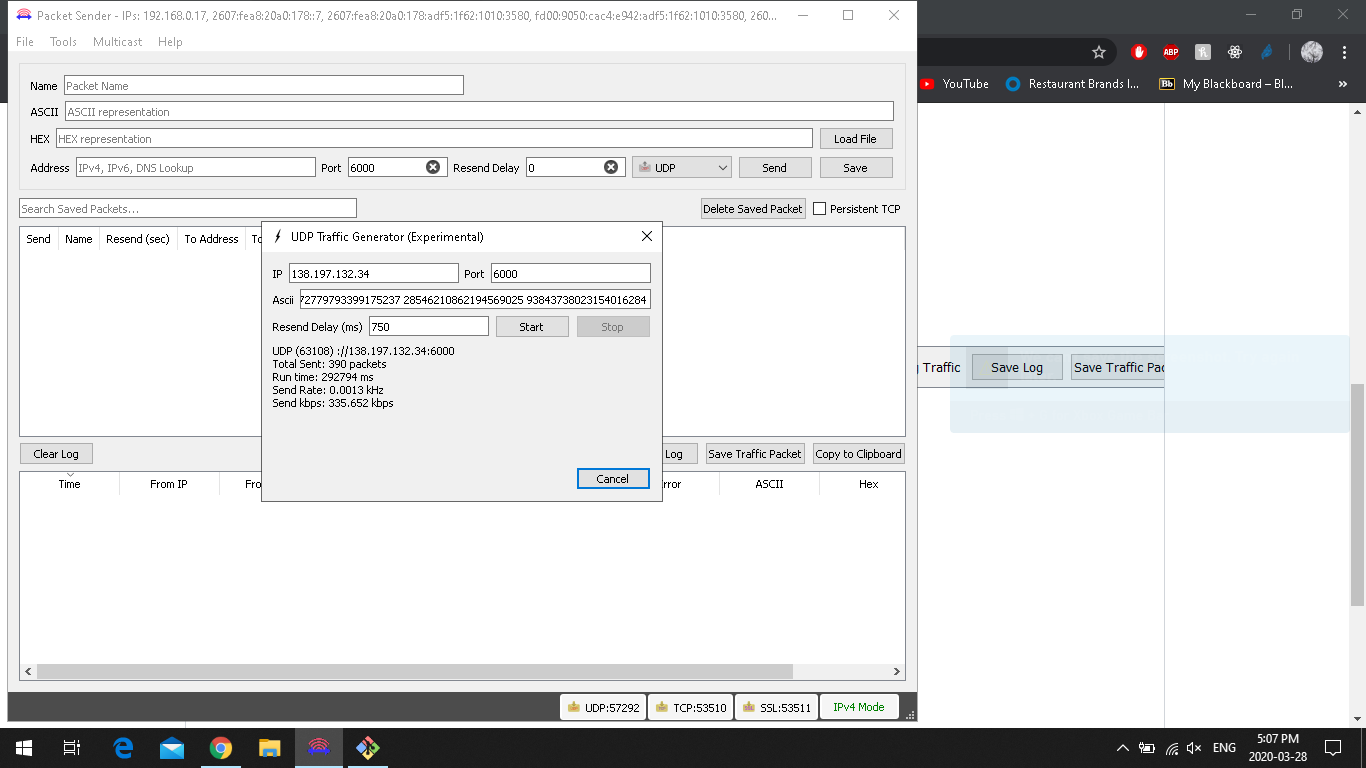 Packet Sender - IPs: 192.168.0.17, 2607:fea8:20a0:178::7, 2607:fea8:20a0:178:adf5:1f62:1010:3580, fd00:9050:cac4:e942:adf5:1f62:1010:3580, 260...
File Tools Multicast Help
ABP
YouTube Restaurant Brands I... Bb My Blackboard – Bl... »
Name Packet Name
ASCII ASCII representation
HEX HEX representation Load File
Address IPv4, IPv6, DNS Lookup Port 6000 Resend Delay 0 UDP Send Save
Search Saved Packets... Delete Saved Packet Persistent TCP
Send Name Resend (sec) To Address To
UDP Traffic Generator (Experimental)
IP 138.197.132.34 Port 6000
Ascii 72779793399175237 28546210862194569025 93843738023154016284
Resend Delay (ms) 750 Start Stop
UDP (63108) ://138.197.132.34:6000
Total Sent: 390 packets
Run time: 292794 ms
Send Rate: 0.0013 kHz
Send kbps: 335.652 kbps
Cancel
Traffic Save Log Save Traffic Pac
Clear Log Log Save Traffic Packet Copy to Clipboard
Time From IP Fro rror ASCII Hex
UDP:57292 TCP:53510 SSL:53511 IPv4 Mode
ENG 5:07 PM
2020-03-28